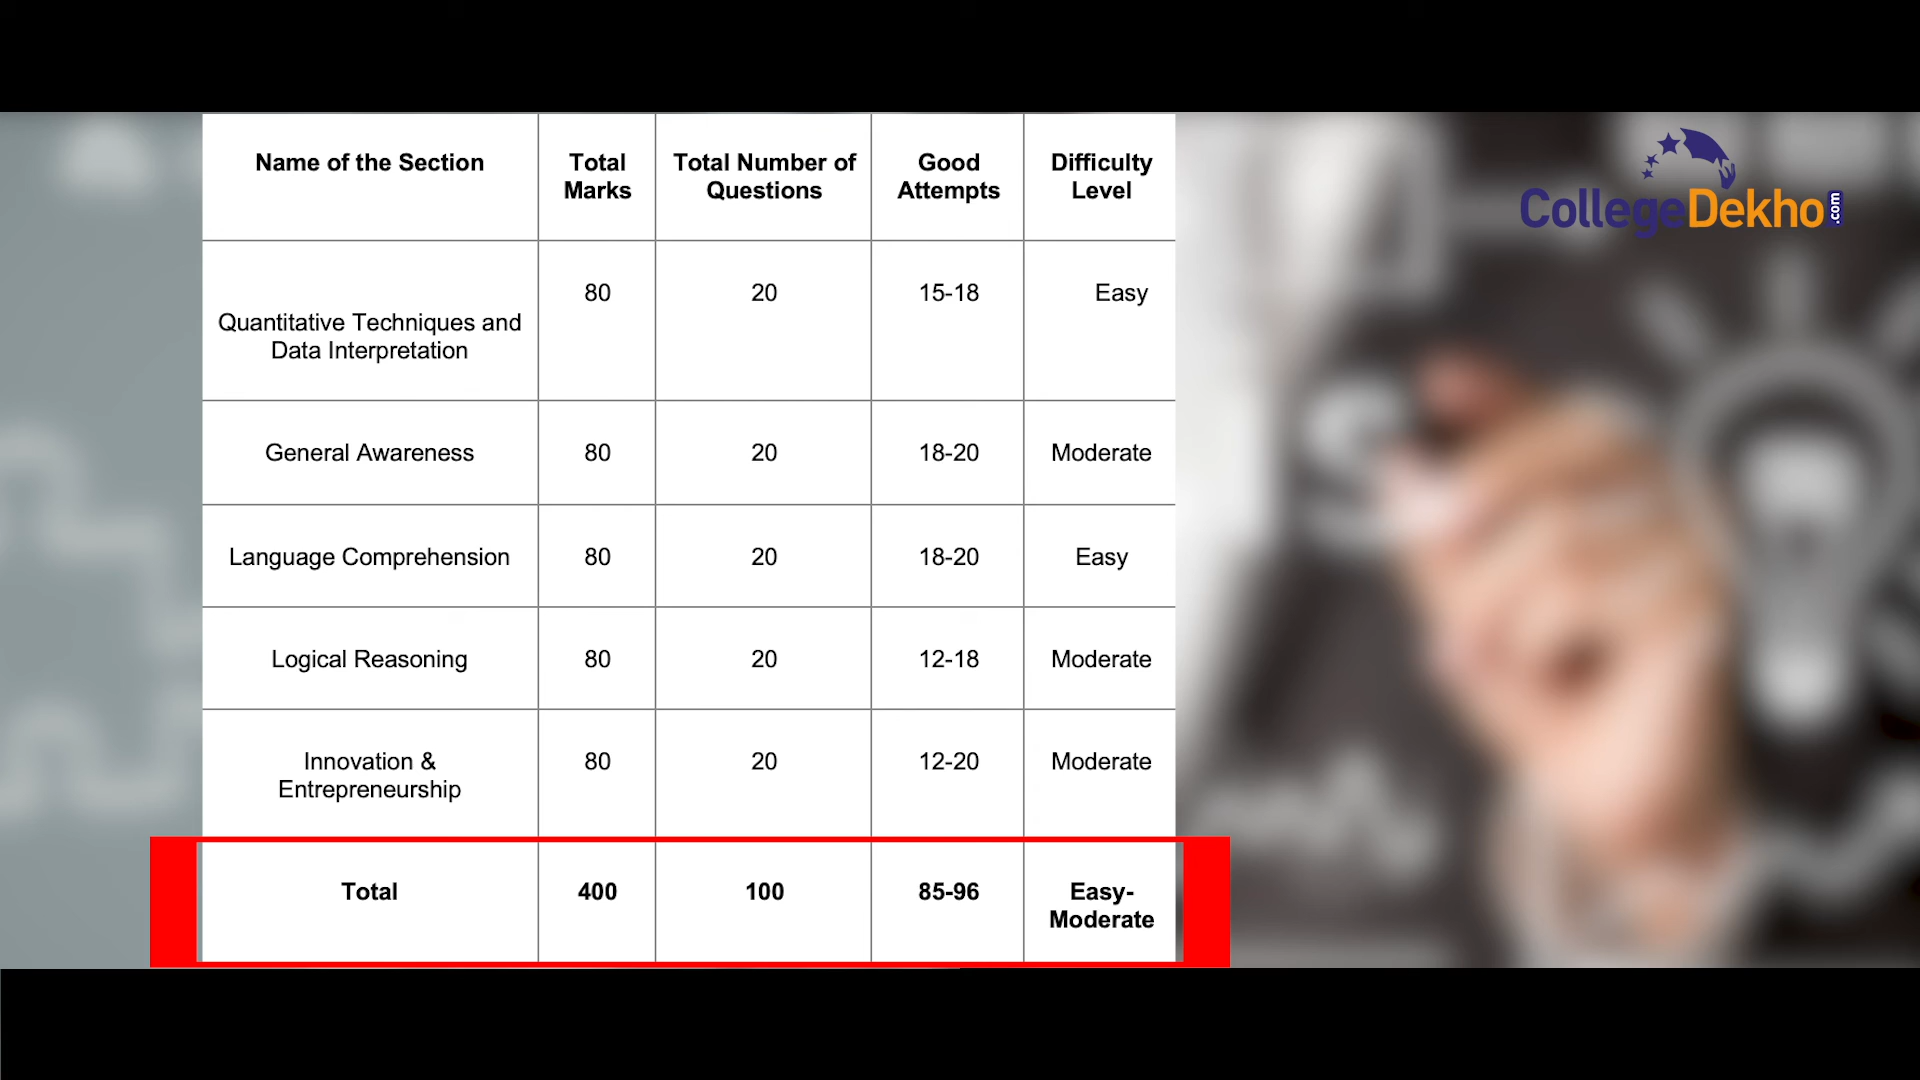 Name of the Section
Total
Marks
Total Number of
Questions
Good
Attempts
Difficulty
Level
Quantitative Techniques and
Data Interpretation
80
20
15-18
Easy
General Awareness
80
20
18-20
Moderate
Language Comprehension
80
20
18-20
Easy
Logical Reasoning
80
20
12-18
Moderate
Innovation &
Entrepreneurship
80
20
12-20
Moderate
Total
400
100
85-96
Easy-
Moderate
CollegeDekho.com